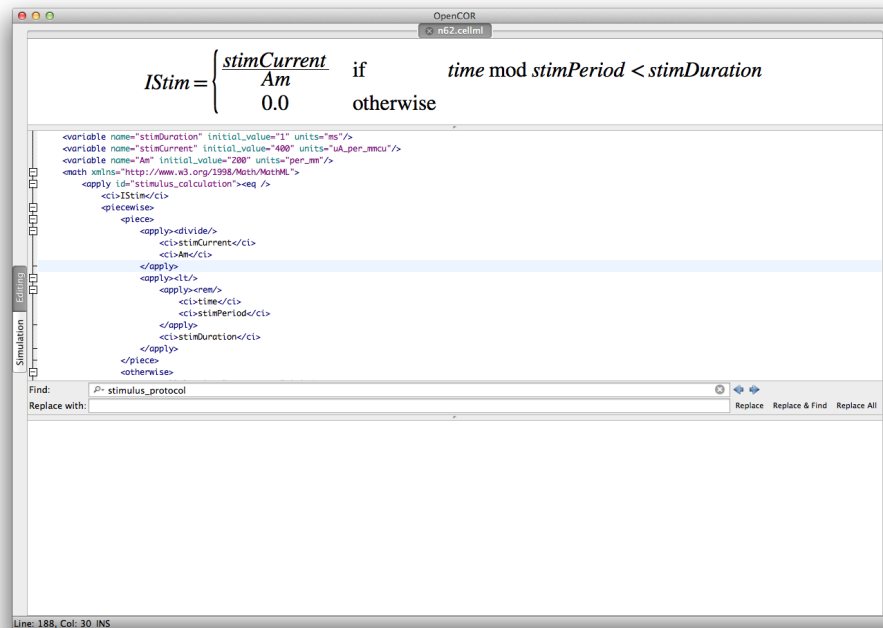 OpenCOR
n62.cellml
IStim = { stimCurrent / Am if time mod stimPeriod < stimDuration
0.0 otherwise
<variable name="stimDuration" initial_value="1" units="ms"/>
<variable name="stimCurrent" initial_value="400" units="uA_per_mmcu"/>
<variable name="Am" initial_value="200" units="per_mm"/>
<math xmlns="http://www.w3.org/1998/Math/MathML">
<apply id="stimulus_calculation"><eq />
<ci>IStim</ci>
<piecewise>
<piece>
<apply><divide/>
<ci>stimCurrent</ci>
<ci>Am</ci>
</apply>
<apply><lt/>
<apply><rem/>
<ci>time</ci>
<ci>stimPeriod</ci>
</apply>
<ci>stimDuration</ci>
</apply>
</piece>
<otherwise>
Editing
Simulation
Find: stimulus_protocol
Replace with: Replace Replace & Find Replace All
Line: 188, Col: 30 INS